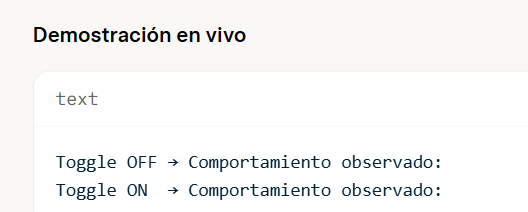 Demostración en vivo
text
Toggle OFF → Comportamiento observado:
Toggle ON  → Comportamiento observado: